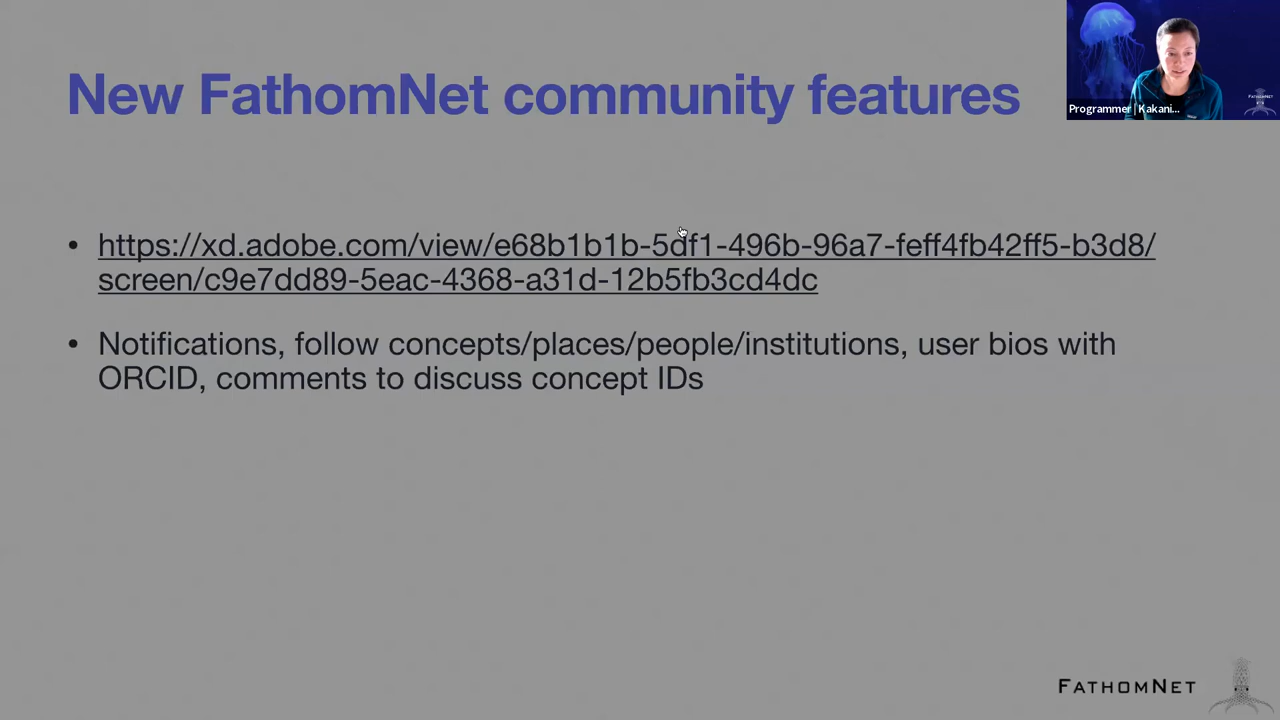 New FathomNet community features
Programmer | Kakani...
FATHOMNET
• https://xd.adobe.com/view/e68b1b1b-5df1-496b-96a7-feff4fb42ff5-b3d8/
screen/c9e7dd89-5eac-4368-a31d-12b5fb3cd4dc
• Notifications, follow concepts/places/people/institutions, user bios with
ORCID, comments to discuss concept IDs
FATHOMNET